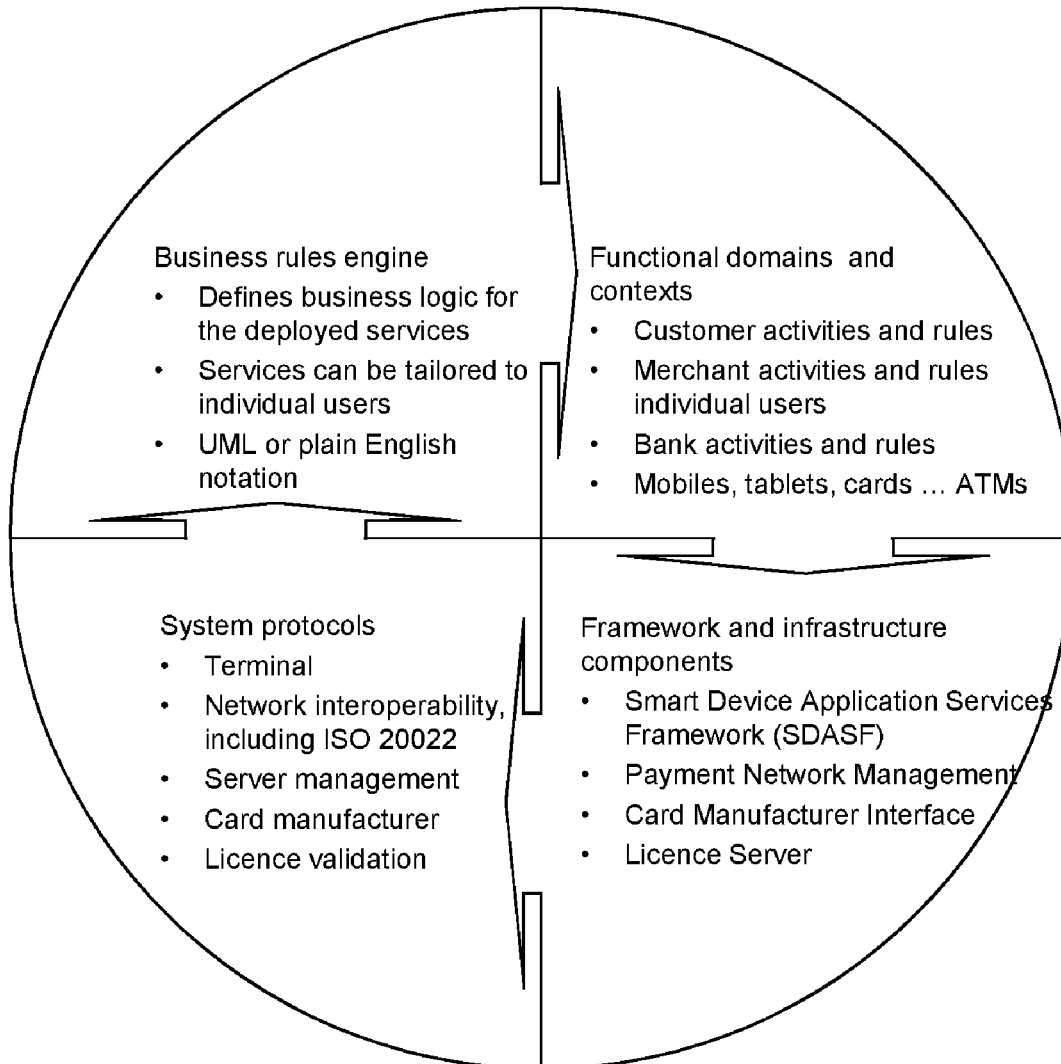 Business rules engine
• Defines business logic for
the deployed services
• Services can be tailored to
individual users
• UML or plain English
notation
Functional domains and
contexts
• Customer activities and rules
• Merchant activities and rules
individual users
• Bank activities and rules
• Mobiles, tablets, cards … ATMs
System protocols
• Terminal
• Network interoperability,
including ISO 20022
• Server management
• Card manufacturer
• Licence validation
Framework and infrastructure
components
• Smart Device Application Services
Framework (SDASF)
• Payment Network Management
• Card Manufacturer Interface
• Licence Server